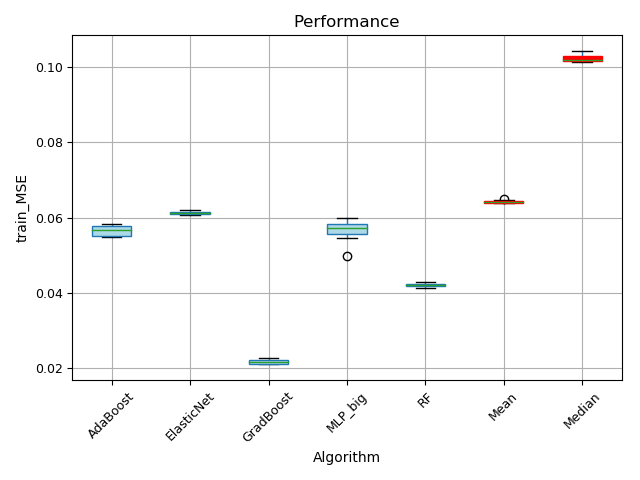 Performance
train_MSE
0.10
0.08
0.06
0.04
0.02
AdaBoost
ElasticNet
GradBoost
MLP_big
RF
Mean
Median
Algorithm